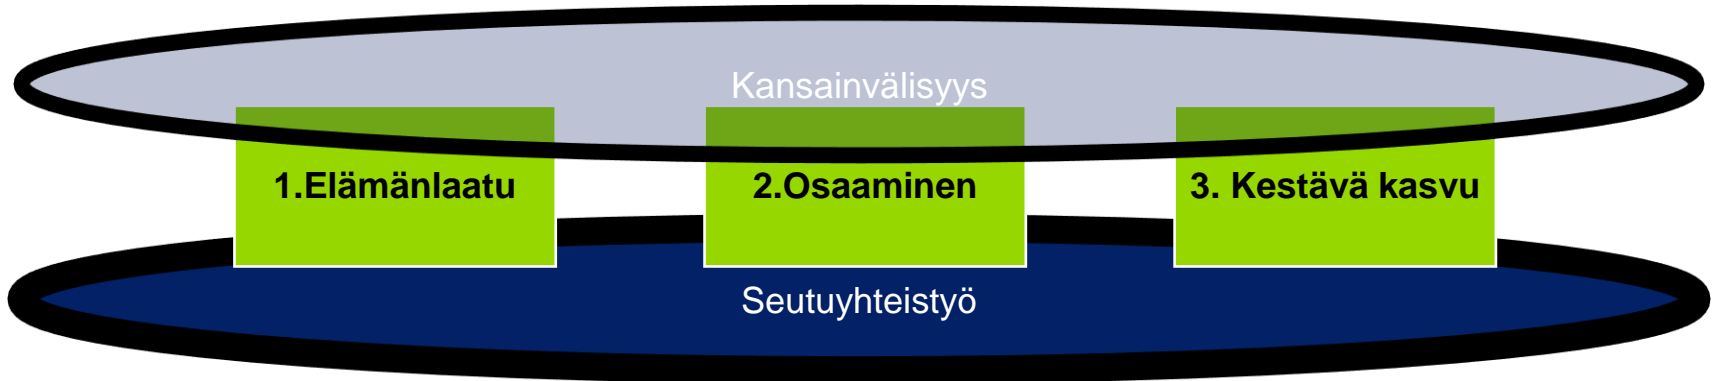 Kansainvälisyys
1.Elämänlaatu
2.Osaaminen
3. Kestävä kasvu
Seutuyhteistyö